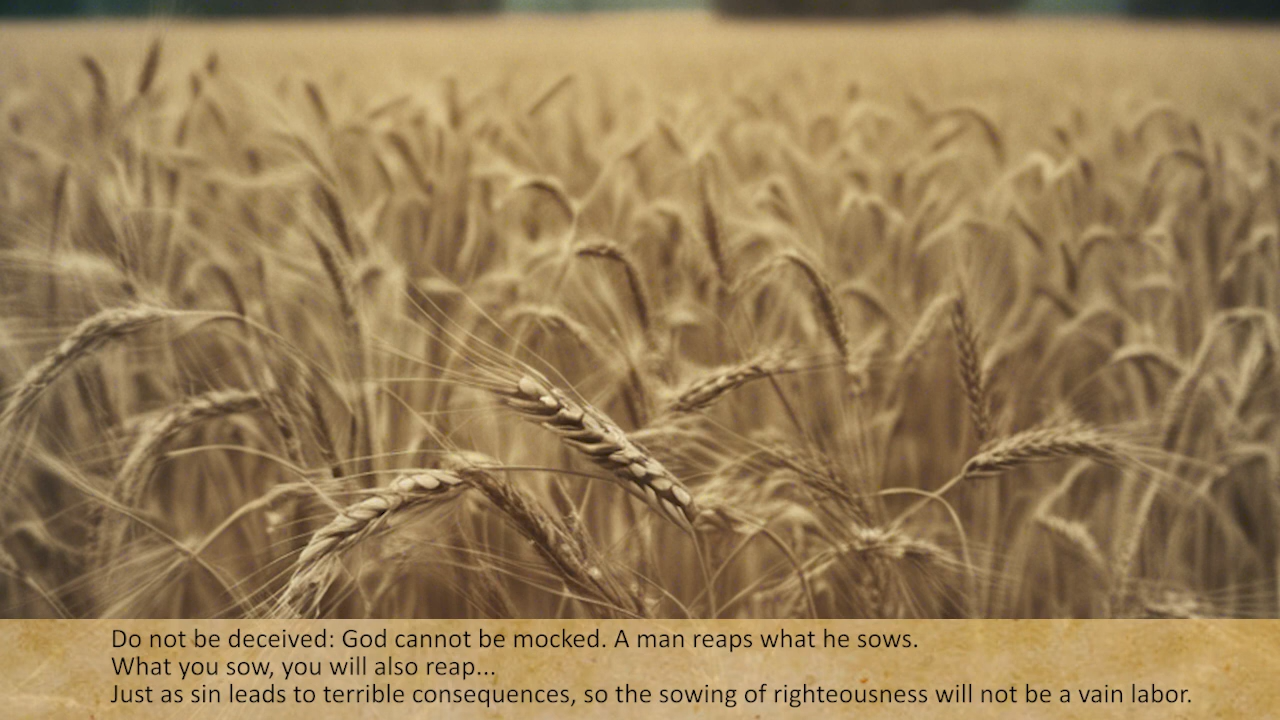 Do not be deceived: God cannot be mocked. A man reaps what he sows.
What you sow, you will also reap...
Just as sin leads to terrible consequences, so the sowing of righteousness will not be a vain labor.